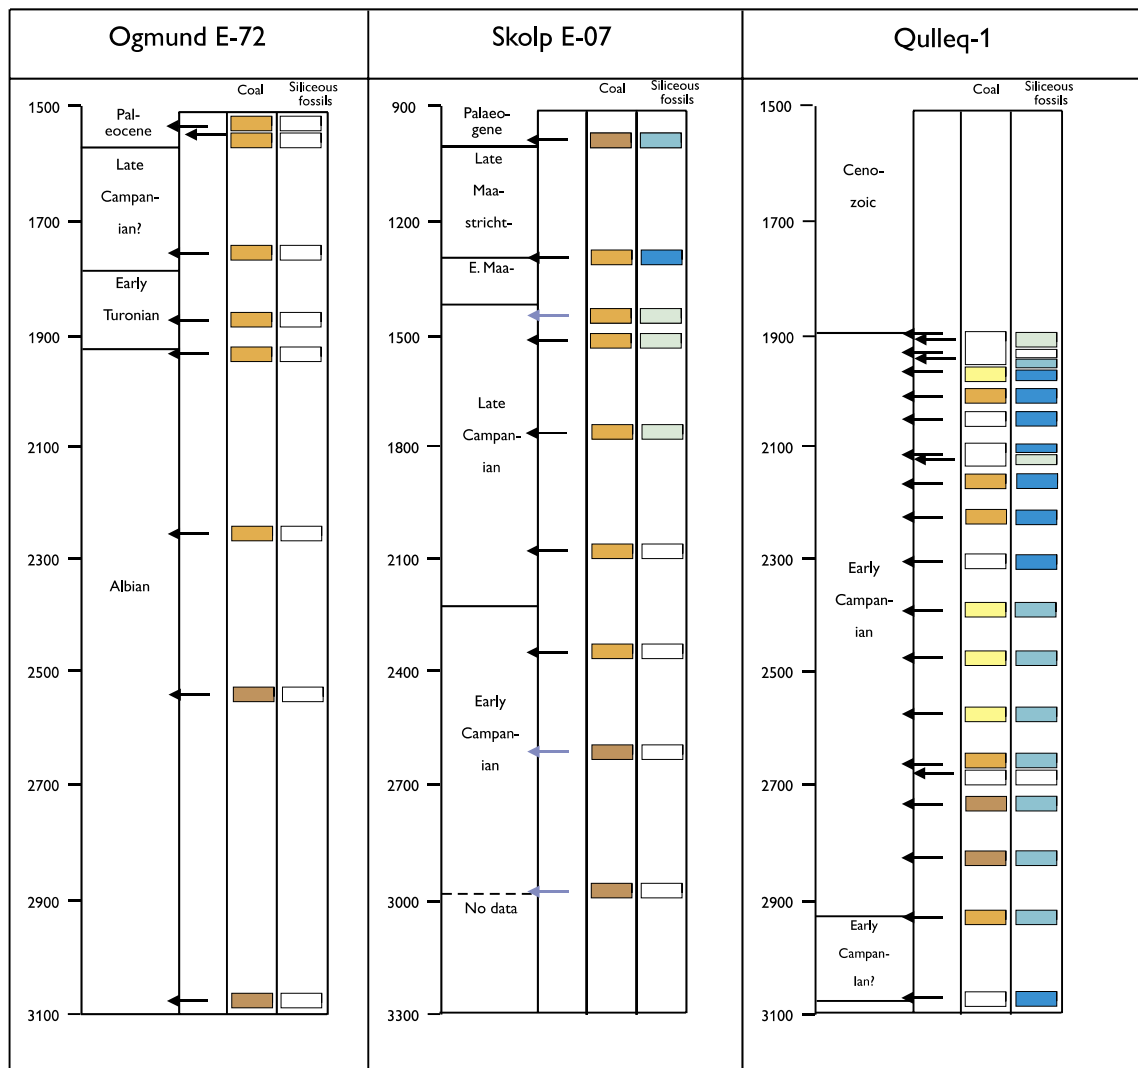 Ogmund E-72
Coal
Siliceous
fossils
1500
1700
1900
2100
2300
2500
2700
2900
3100
Pal-
eocene
Late
Campan-
ian?
Early
Turonian
Albian
Skolp E-07
Coal
Siliceous
fossils
900
1200
1500
1800
2100
2400
2700
3000
3300
Palaeo-
gene
Late
Maa-
stricht-
E. Maa-
Late
Campan-
ian
Early
Campan-
ian
No data
Qulleq-1
Coal
Siliceous
fossils
1500
1700
1900
2100
2300
2500
2700
2900
3100
Ceno-
zoic
Early
Campan-
ian
Early
Campan-
Ian?